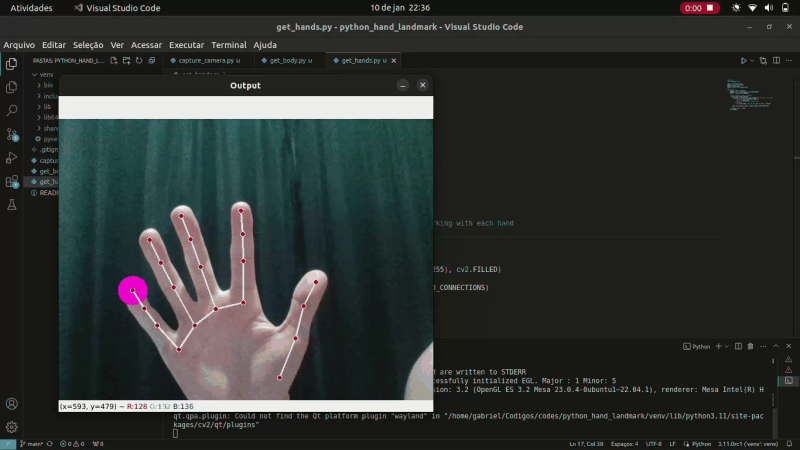 Atividades
Visual Studio Code
10 de jan 22:36
0:00
get_hands.py - python_hand_landmark - Visual Studio Code
Arquivo Editar Seleção Ver Acessar Executar Terminal Ajuda
PASTAS: PYTHON_HAND_L...
capture_camera.py U
get_body.py U
get_hands.py U
venv
bin
inclu
lib
lib64
share
pyve
.gitign
captur
get_bo
get_ha
READ
Output
rking with each hand
255), cv2.FILLED)
D_CONNECTIONS)
Python
are written to STDERR
cessfully initialized EGL. Major : 1 Minor: 5
sion: 3.2 (OpenGL ES 3.2 Mesa 23.0.4-0ubuntu1~22.04.1), renderer: Mesa Intel(R) H
(x=593, y=479) ~ R:128 G:132 B:136
qt.qpa.plugin: Could not find the Qt platform plugin "wayland" in "/home/gabriel/Codigos/codes/python_hand_landmark/venv/lib/python3.11/site-pac
kages/cv2/qt/plugins"
main* 0 0 0 Ln 17, Col 38 Espaços: 4 UTF-8 LF Python 3.11.0rc1 ('venv': venv)